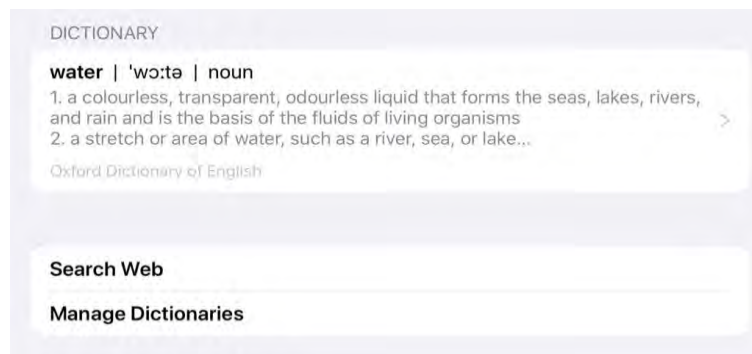 DICTIONARY
water | ˈwɔːtə | noun
1. a colourless, transparent, odourless liquid that forms the seas, lakes, rivers,
and rain and is the basis of the fluids of living organisms
2. a stretch or area of water, such as a river, sea, or lake...
Oxford Dictionary of English
Search Web
Manage Dictionaries